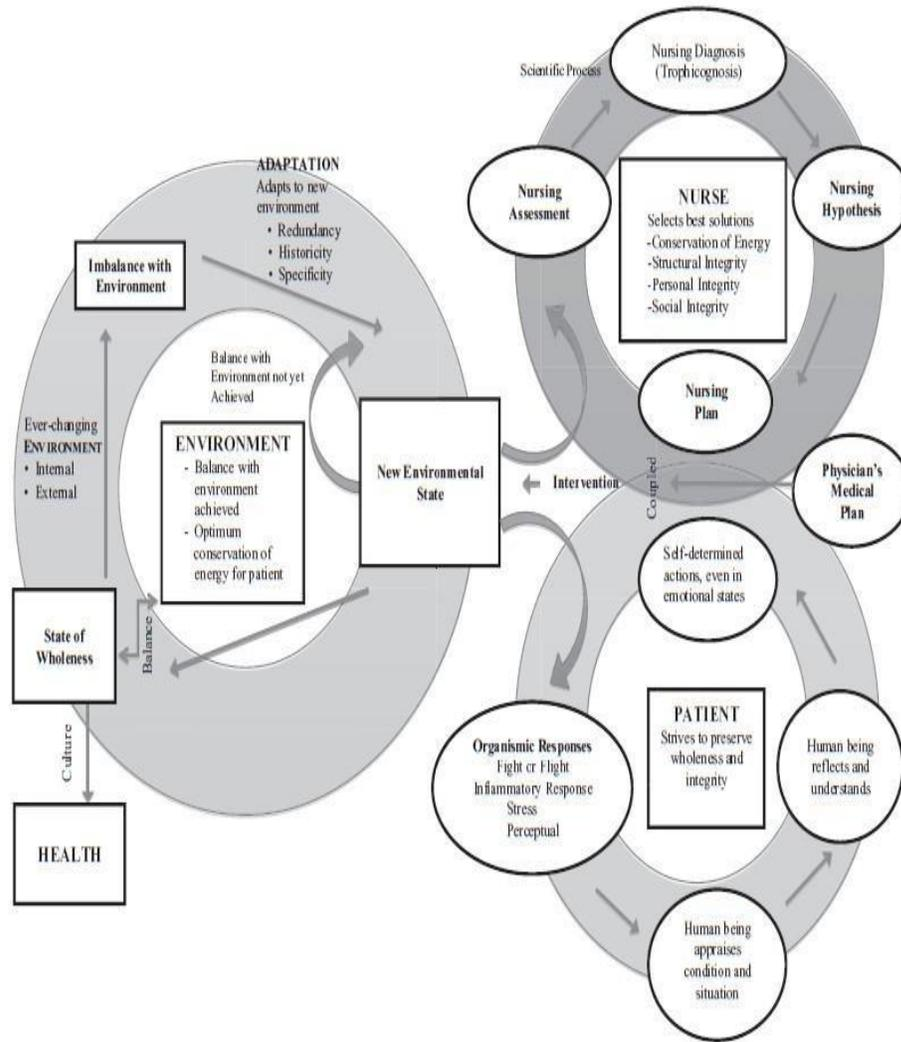 Scientific Process
Nursing Diagnosis
(Trophicognosis)
Nursing
Assessment
NURSE
Selects best solutions
-Conservation of Energy
-Structural Integrity
-Personal Integrity
-Social Integrity
Nursing
Hypothesis
Nursing
Plan
ADAPTATION
Adapts to new
environment
• Redundancy
• Historicity
• Specificity
Imbalance with
Environment
Balance with
Environment not yet
Achieved
Ever-changing
ENVIRONMENT
• Internal
• External
ENVIRONMENT
- Balance with
environment
achieved
- Optimum
conservation of
energy for patient
New Environmental
State
Intervention
Coupled
Physician's
Medical
Plan
Self-determined
actions, even in
emotional states
State of
Wholeness
Balance
Culture
HEALTH
Organismic Responses
Fight or Flight
Inflammatory Response
Stress
Perceptual
PATIENT
Strives to preserve
wholeness and
integrity
Human being
reflects and
understands
Human being
appraises
condition and
situation